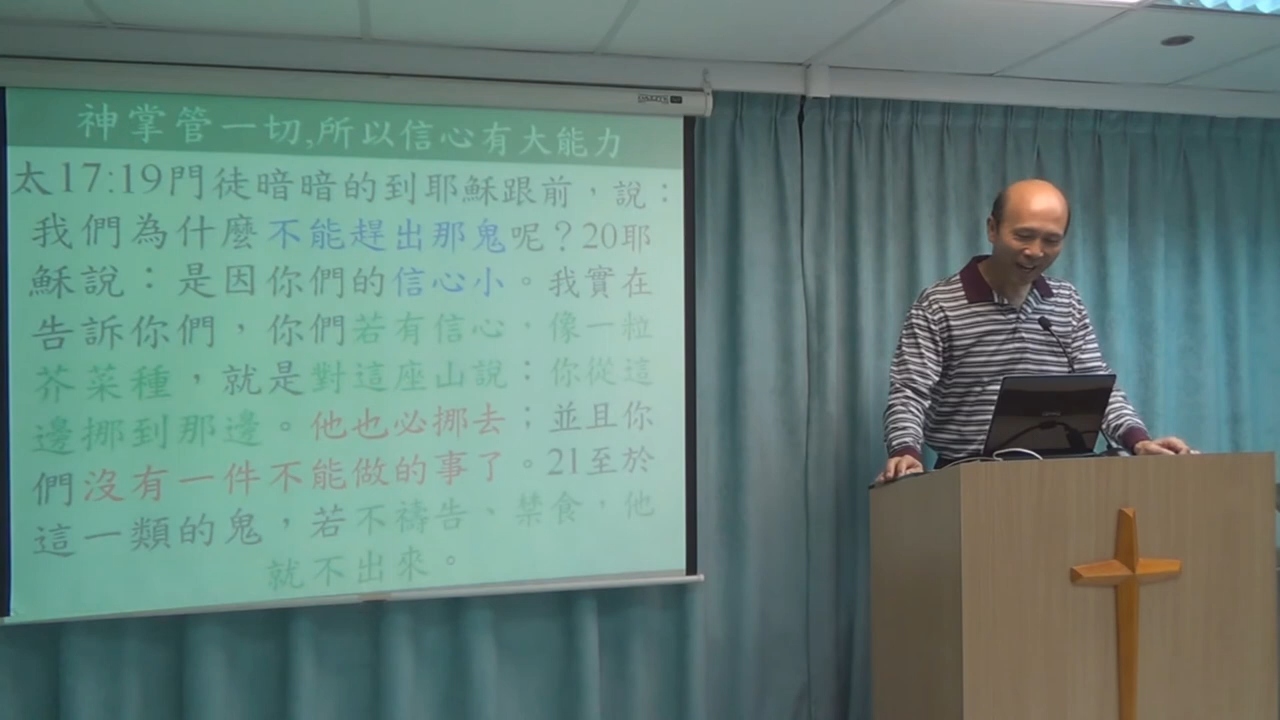 神掌管一切,所以信心有大能力
太17:19門徒暗暗的到耶穌跟前，說：
我們為什麼不能趕出那鬼呢？20耶
穌說：是因你們的信心小。我實在
告訴你們，你們若有信心，像一粒
芥菜種，就是對這座山說：你從這
邊挪到那邊。他也必挪去；並且你
們沒有一件不能做的事了。21至於
這一類的鬼，若不禱告、禁食，他
就不出來。